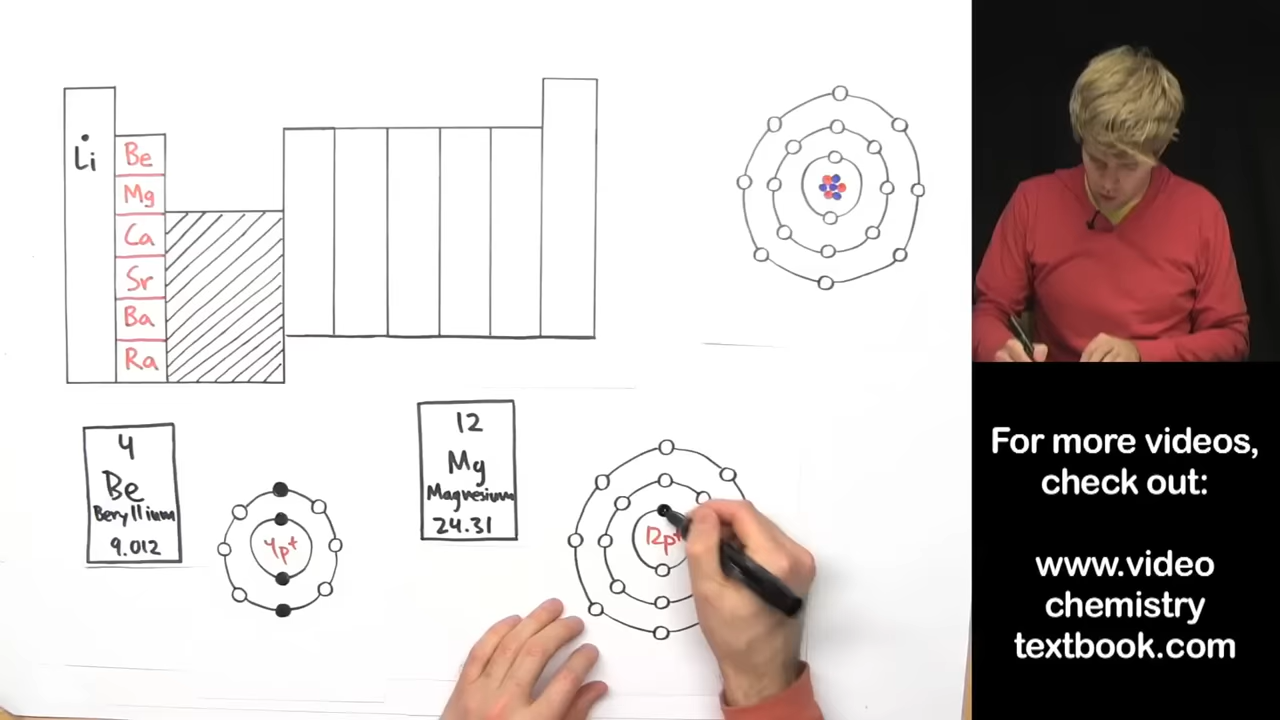 Li
Be
Mg
Ca
Sr
Ba
Ra
4
Be
Beryllium
9.012
4p+
12
Mg
Magnesium
24.31
12p+
For more videos,
check out:
www.video
chemistry
textbook.com